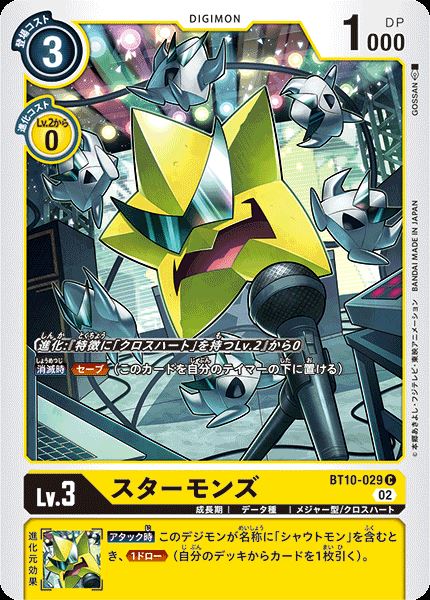 登場コスト
3
DIGIMON
1000
DP
進化コスト
Lv.2から
0
GOSSAN
©本郷あきよし・フジテレビ・東映アニメーション BANDAI MADE IN JAPAN
進化:「特徴に「クロスハート」を持つLv.2」から0
消滅時 セーブ (このカードを自分のテイマーの下に置ける)
Lv.3
スターモンズ
BT10-029 C
02
成長期 データ種 メジャー型/クロスハート
進化元効果
アタック時 このデジモンが名称に「シャウトモン」を含むと
き、1ドロー (自分のデッキからカードを1枚引く)。